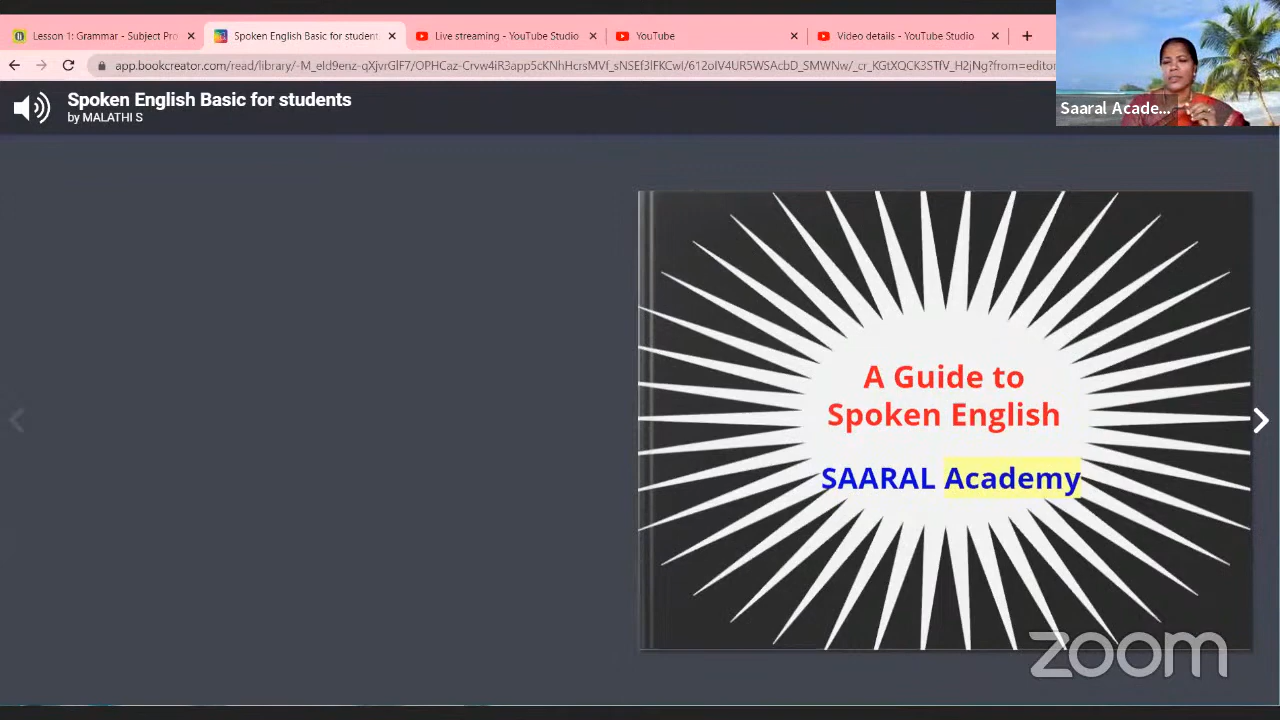 Lesson 1: Grammar - Subject Pro
Spoken English Basic for student
Live streaming - YouTube Studio
YouTube
Video details - YouTube Studio
Saaral Acade...
Spoken English Basic for students
by MALATHI S
A Guide to
Spoken English
SAARAL Academy
zoom